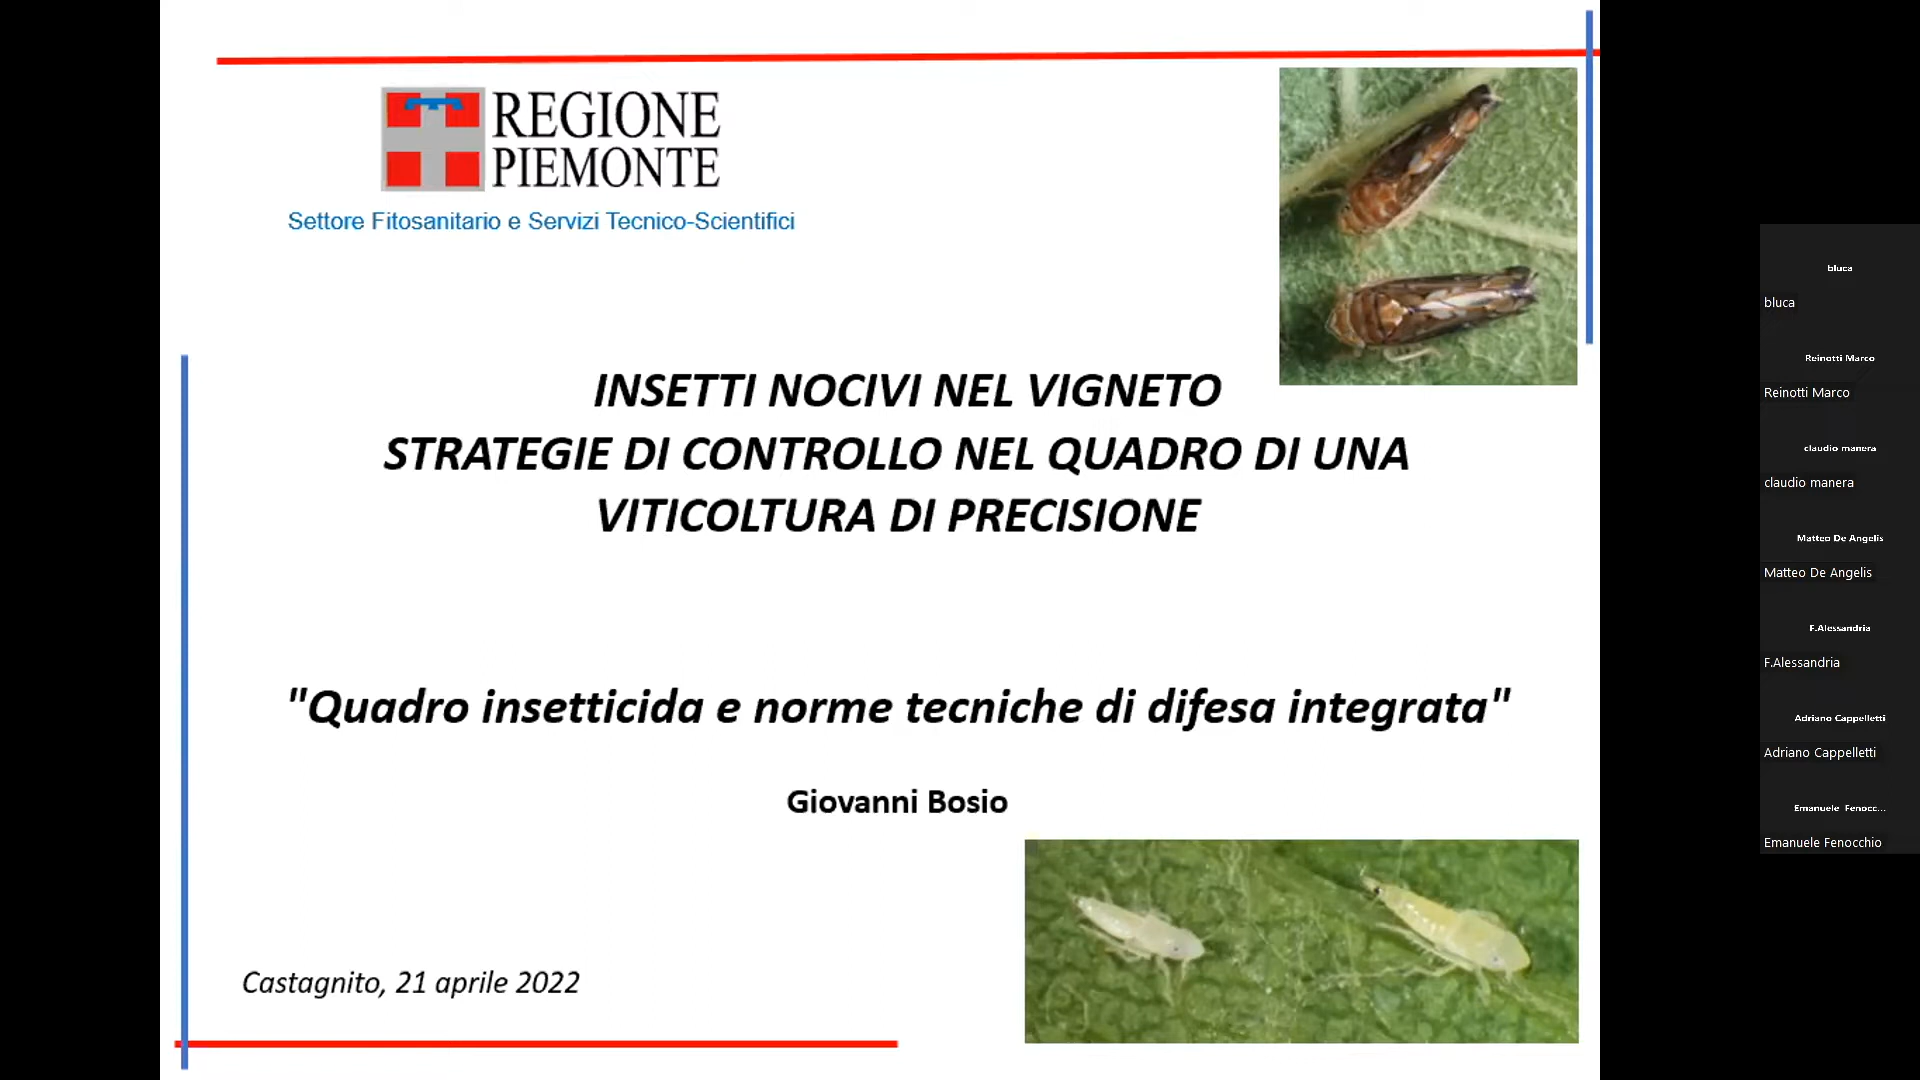 REGIONE
PIEMONTE
Settore Fitosanitario e Servizi Tecnico-Scientifici
INSETTI NOCIVI NEL VIGNETO
STRATEGIE DI CONTROLLO NEL QUADRO DI UNA
VITICOLTURA DI PRECISIONE
"Quadro insetticida e norme tecniche di difesa integrata"
Giovanni Bosio
Castagnito, 21 aprile 2022
bluca
bluca
Reinotti Marco
Reinotti Marco
claudio manera
claudio manera
Matteo De Angelis
Matteo De Angelis
F.Alessandria
F.Alessandria
Adriano Cappelletti
Adriano Cappelletti
Emanuele Fenocc...
Emanuele Fenocchio